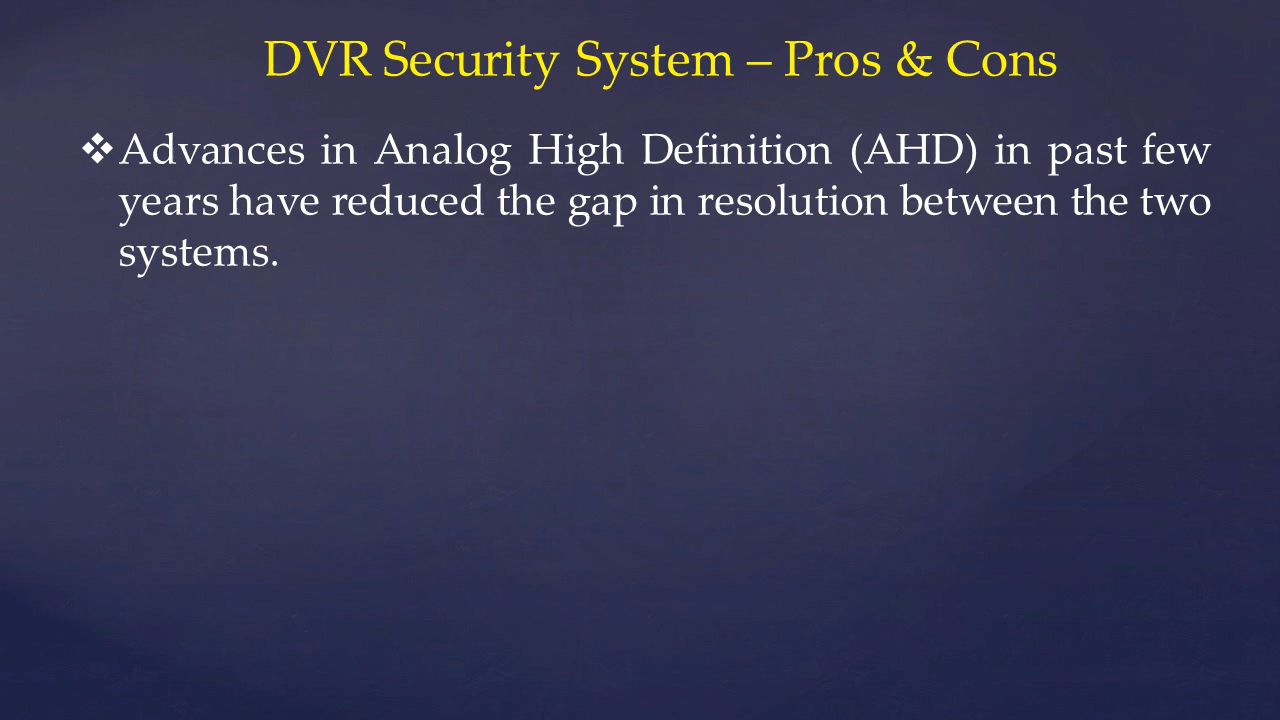 DVR Security System – Pros & Cons
❖Advances in Analog High Definition (AHD) in past few
years have reduced the gap in resolution between the two
systems.